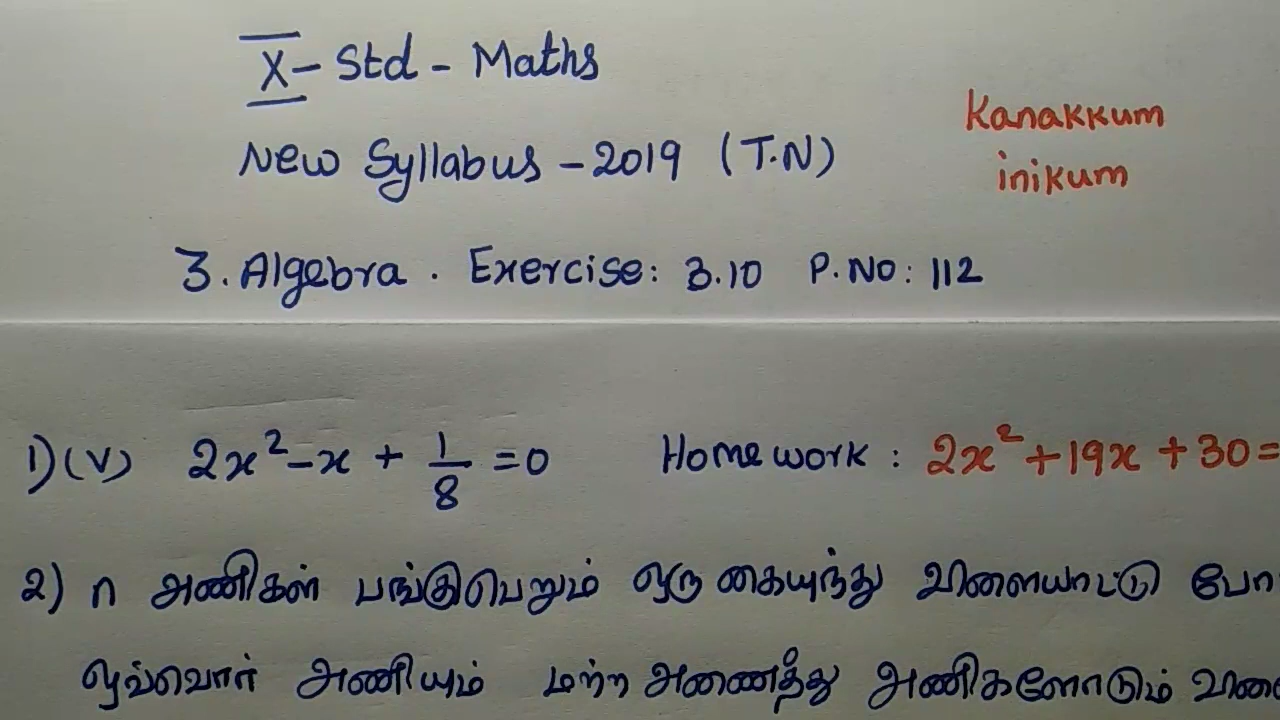 X - Std - Maths
New Syllabus - 2019 (T.N)
Kanakkum
inikum
3. Algebra . Exercise: 3.10 P.No: 112
1)(v) 2x² - x + 1/8 = 0 Homework : 2x² + 19x + 30 =
2) n அணிகள் பங்குபெறும் ஒரு கையுந்து விளையாட்டு போ
ஒவ்வொர் அணியும் மற்ற அணைத்து அணிகளோடும் விளை